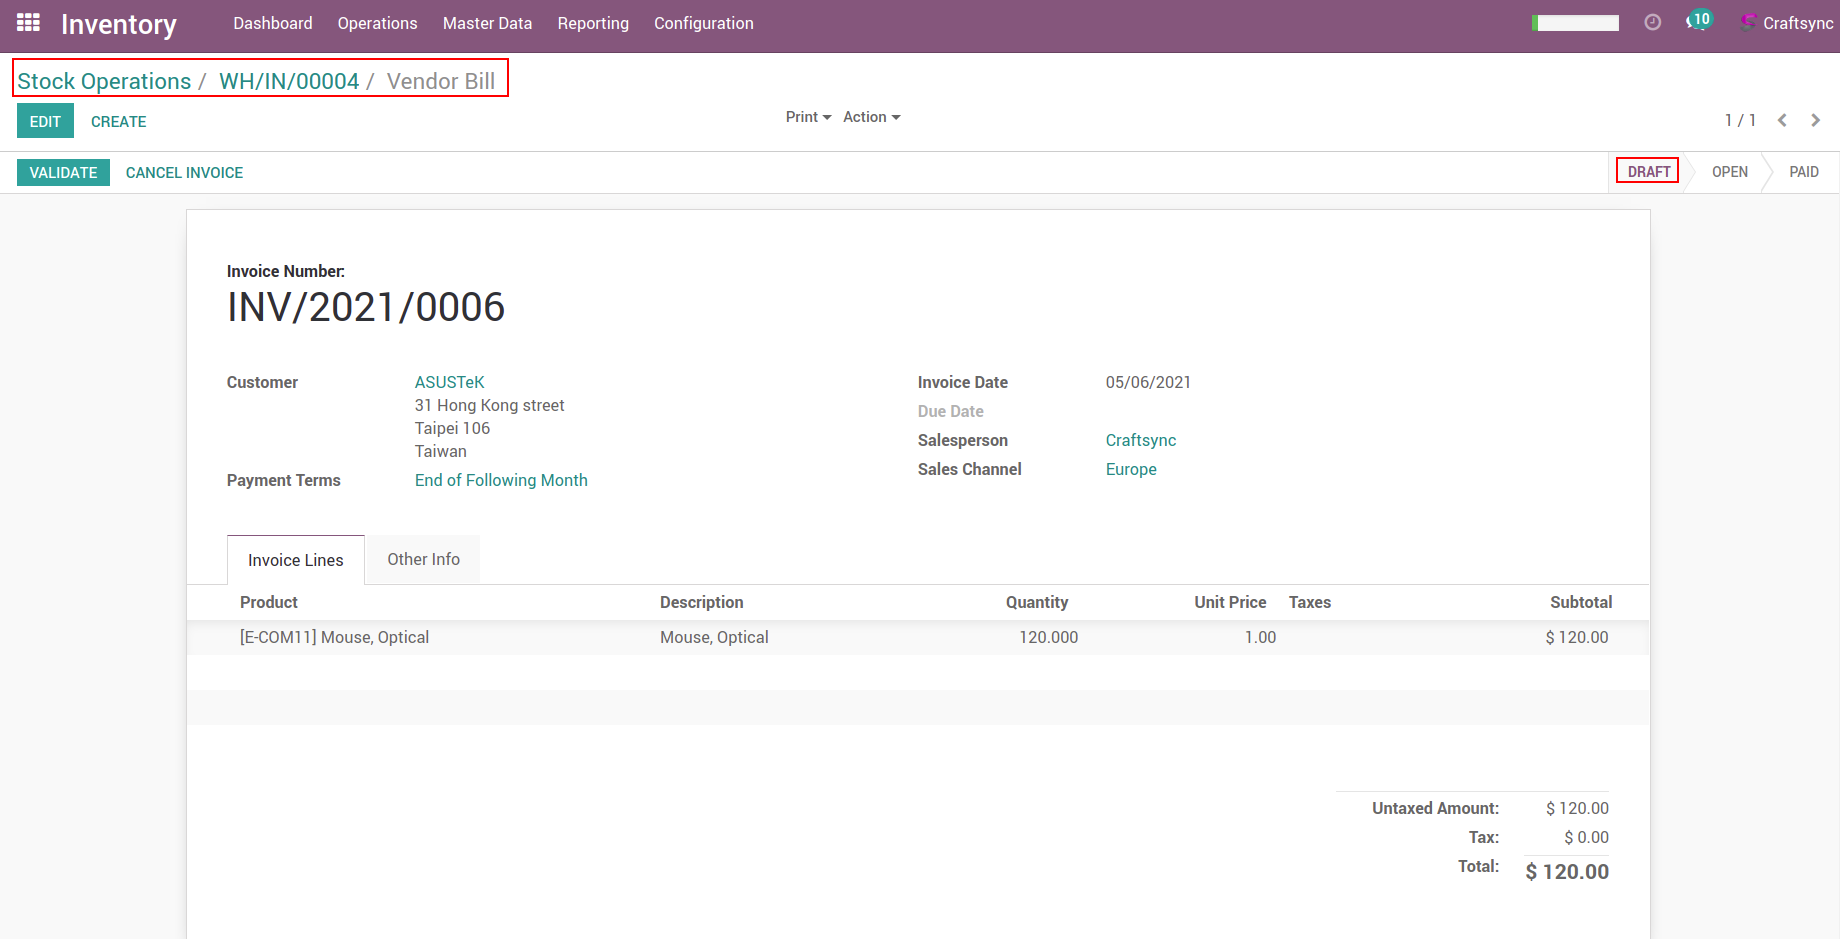 Inventory Dashboard Operations Master Data Reporting Configuration 10 Craftsync
Stock Operations / WH/IN/00004 / Vendor Bill
EDIT CREATE Print Action 1 / 1
VALIDATE CANCEL INVOICE DRAFT OPEN PAID
Invoice Number:
INV/2021/0006
Customer ASUSTeK Invoice Date 05/06/2021
31 Hong Kong street Due Date
Taipei 106
Salesperson Craftsync
Taiwan
Sales Channel Europe
Payment Terms End of Following Month
Invoice Lines Other Info
Product Description Quantity Unit Price Taxes Subtotal
[E-COM11] Mouse, Optical Mouse, Optical 120.000 1.00 $ 120.00
Untaxed Amount: $ 120.00
Tax: $ 0.00
Total: $ 120.00